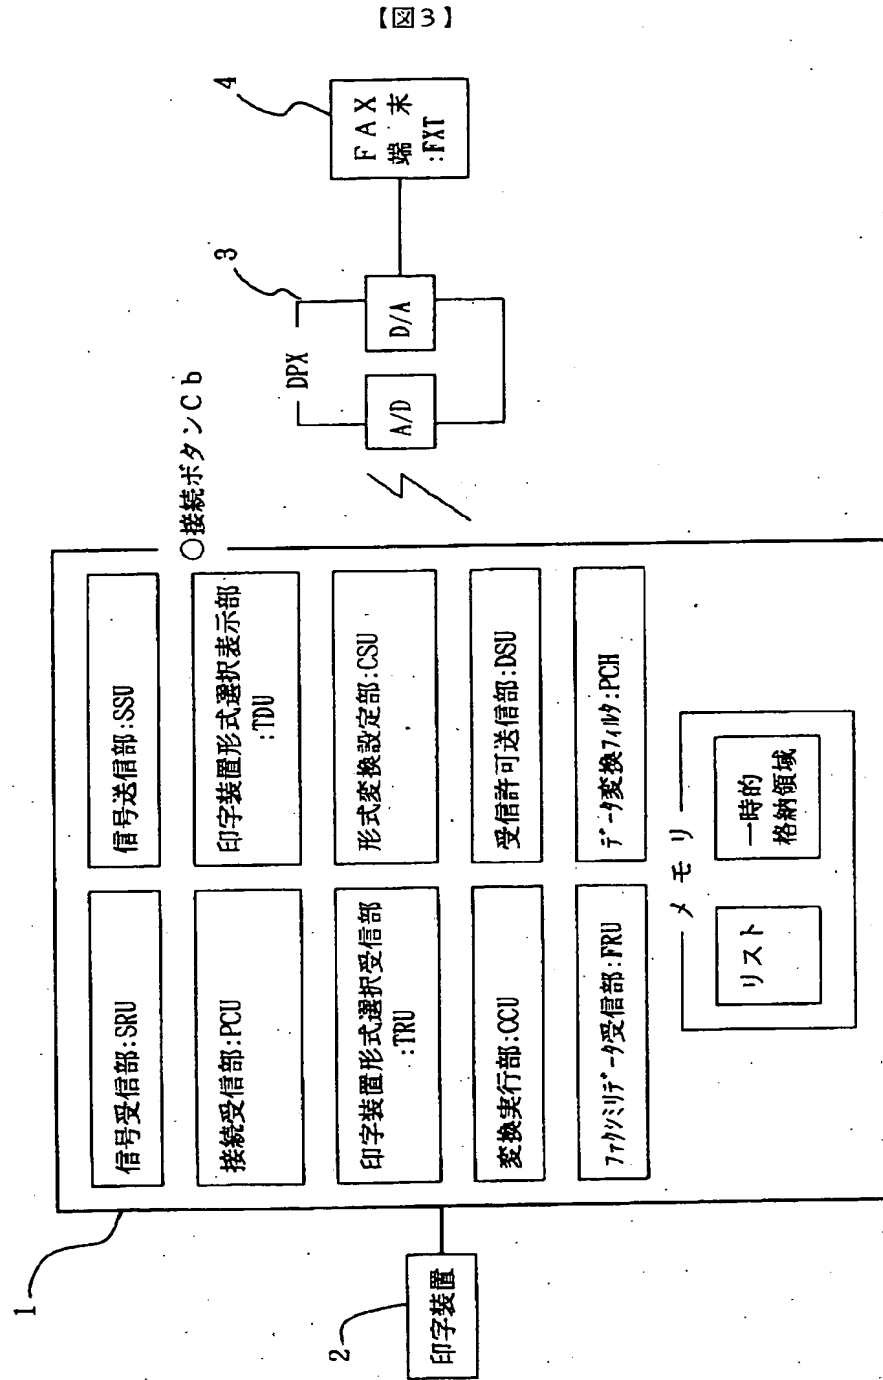 【図3】
1
信号受信部:SRU
信号送信部:SSU
接続受信部:PCU
印字装置形式選択表示部
:TDU
○接続ボタンCb
印字装置形式選択受信部
:TRU
形式変換設定部:CSU
変換実行部:CCU
受信許可送信部:DSU
ファクシミリデータ受信部:FRU
データ変換フィルタ:PCH
メモリ
リスト
一時的
格納領域
2
印字装置
3
DPX
A/D
D/A
4
FAX
端末
:FXT